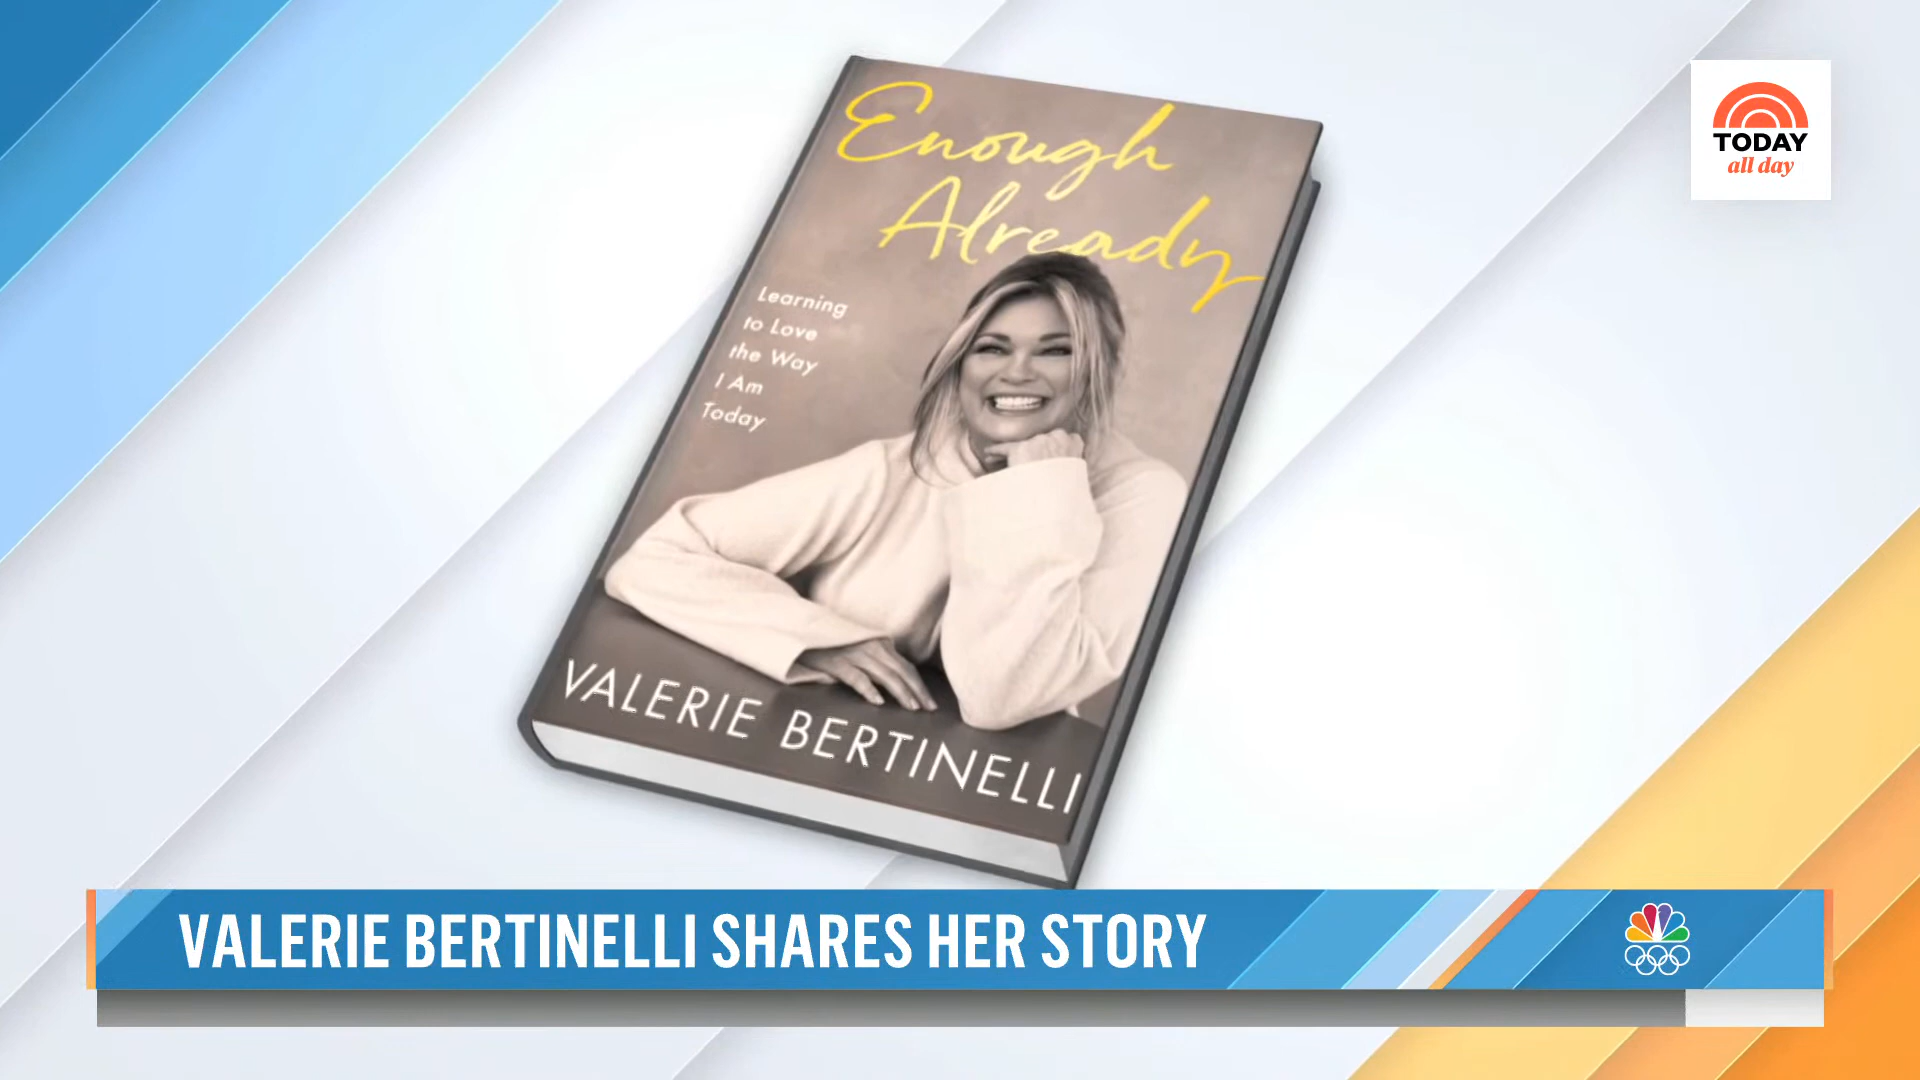 Enough
Already
Learning
to Love
the Way
I Am
Today
VALERIE BERTINELLI
TODAY
all day
VALERIE BERTINELLI SHARES HER STORY